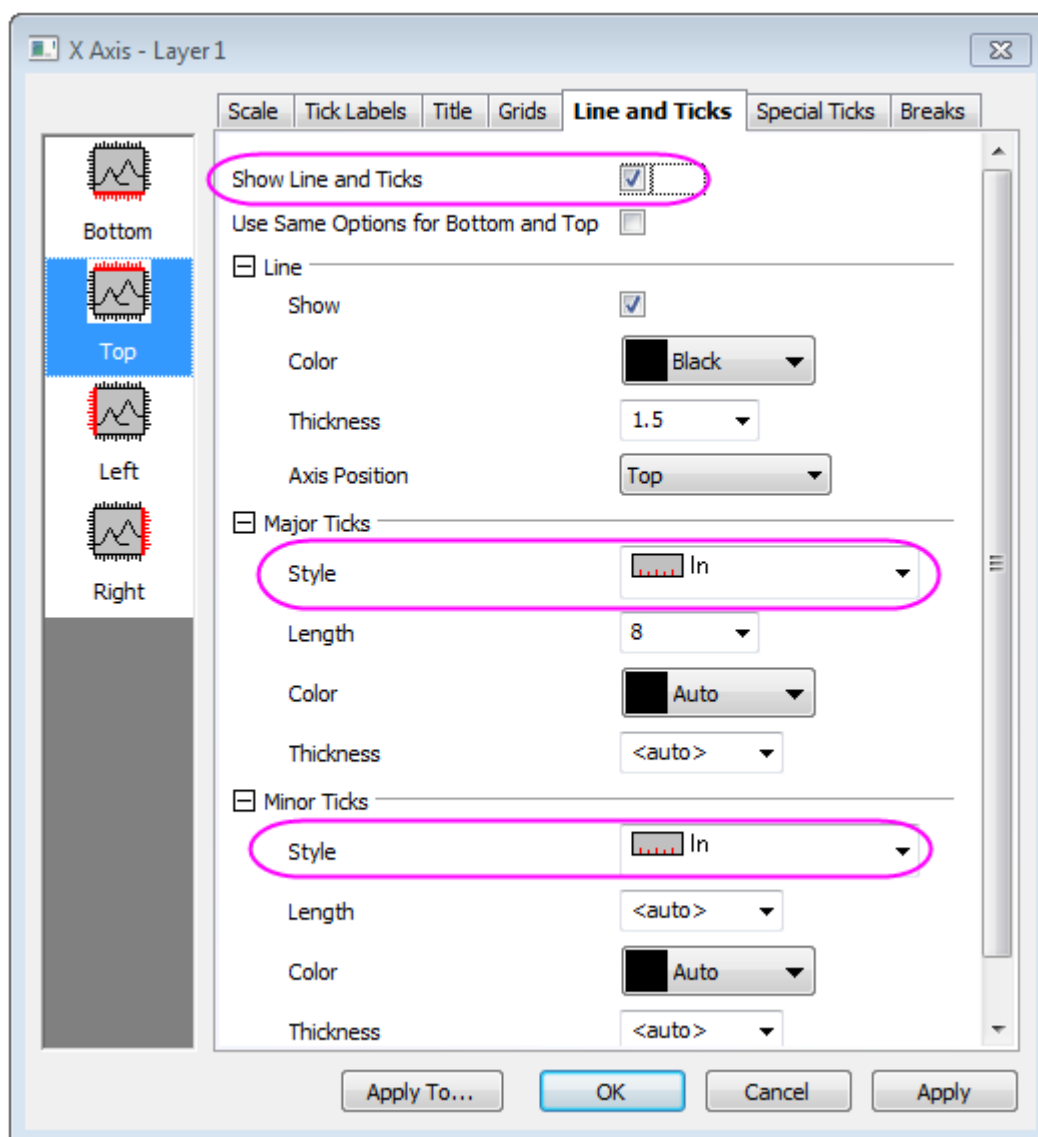 X Axis - Layer 1
Scale Tick Labels Title Grids Line and Ticks Special Ticks Breaks
Bottom
Top
Left
Right
Show Line and Ticks
Use Same Options for Bottom and Top
Line
Show
Color Black
Thickness 1.5
Axis Position Top
Major Ticks
Style In
Length 8
Color Auto
Thickness <auto>
Minor Ticks
Style In
Length <auto>
Color Auto
Thickness <auto>
Apply To... OK Cancel Apply